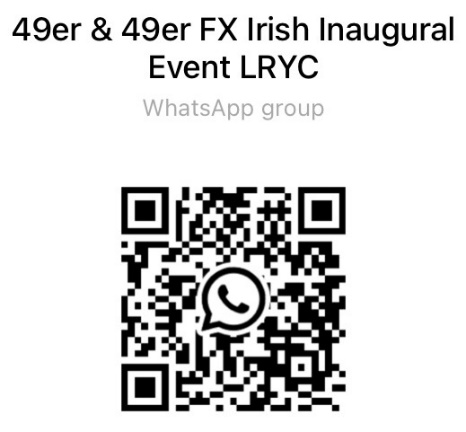 49er & 49er FX Irish Inaugural
Event LRYC
WhatsApp group